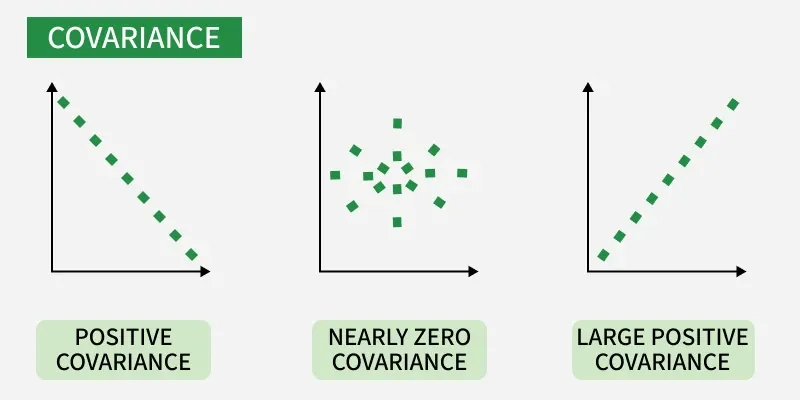 COVARIANCE
POSITIVE
COVARIANCE
NEARLY ZERO
COVARIANCE
LARGE POSITIVE
COVARIANCE